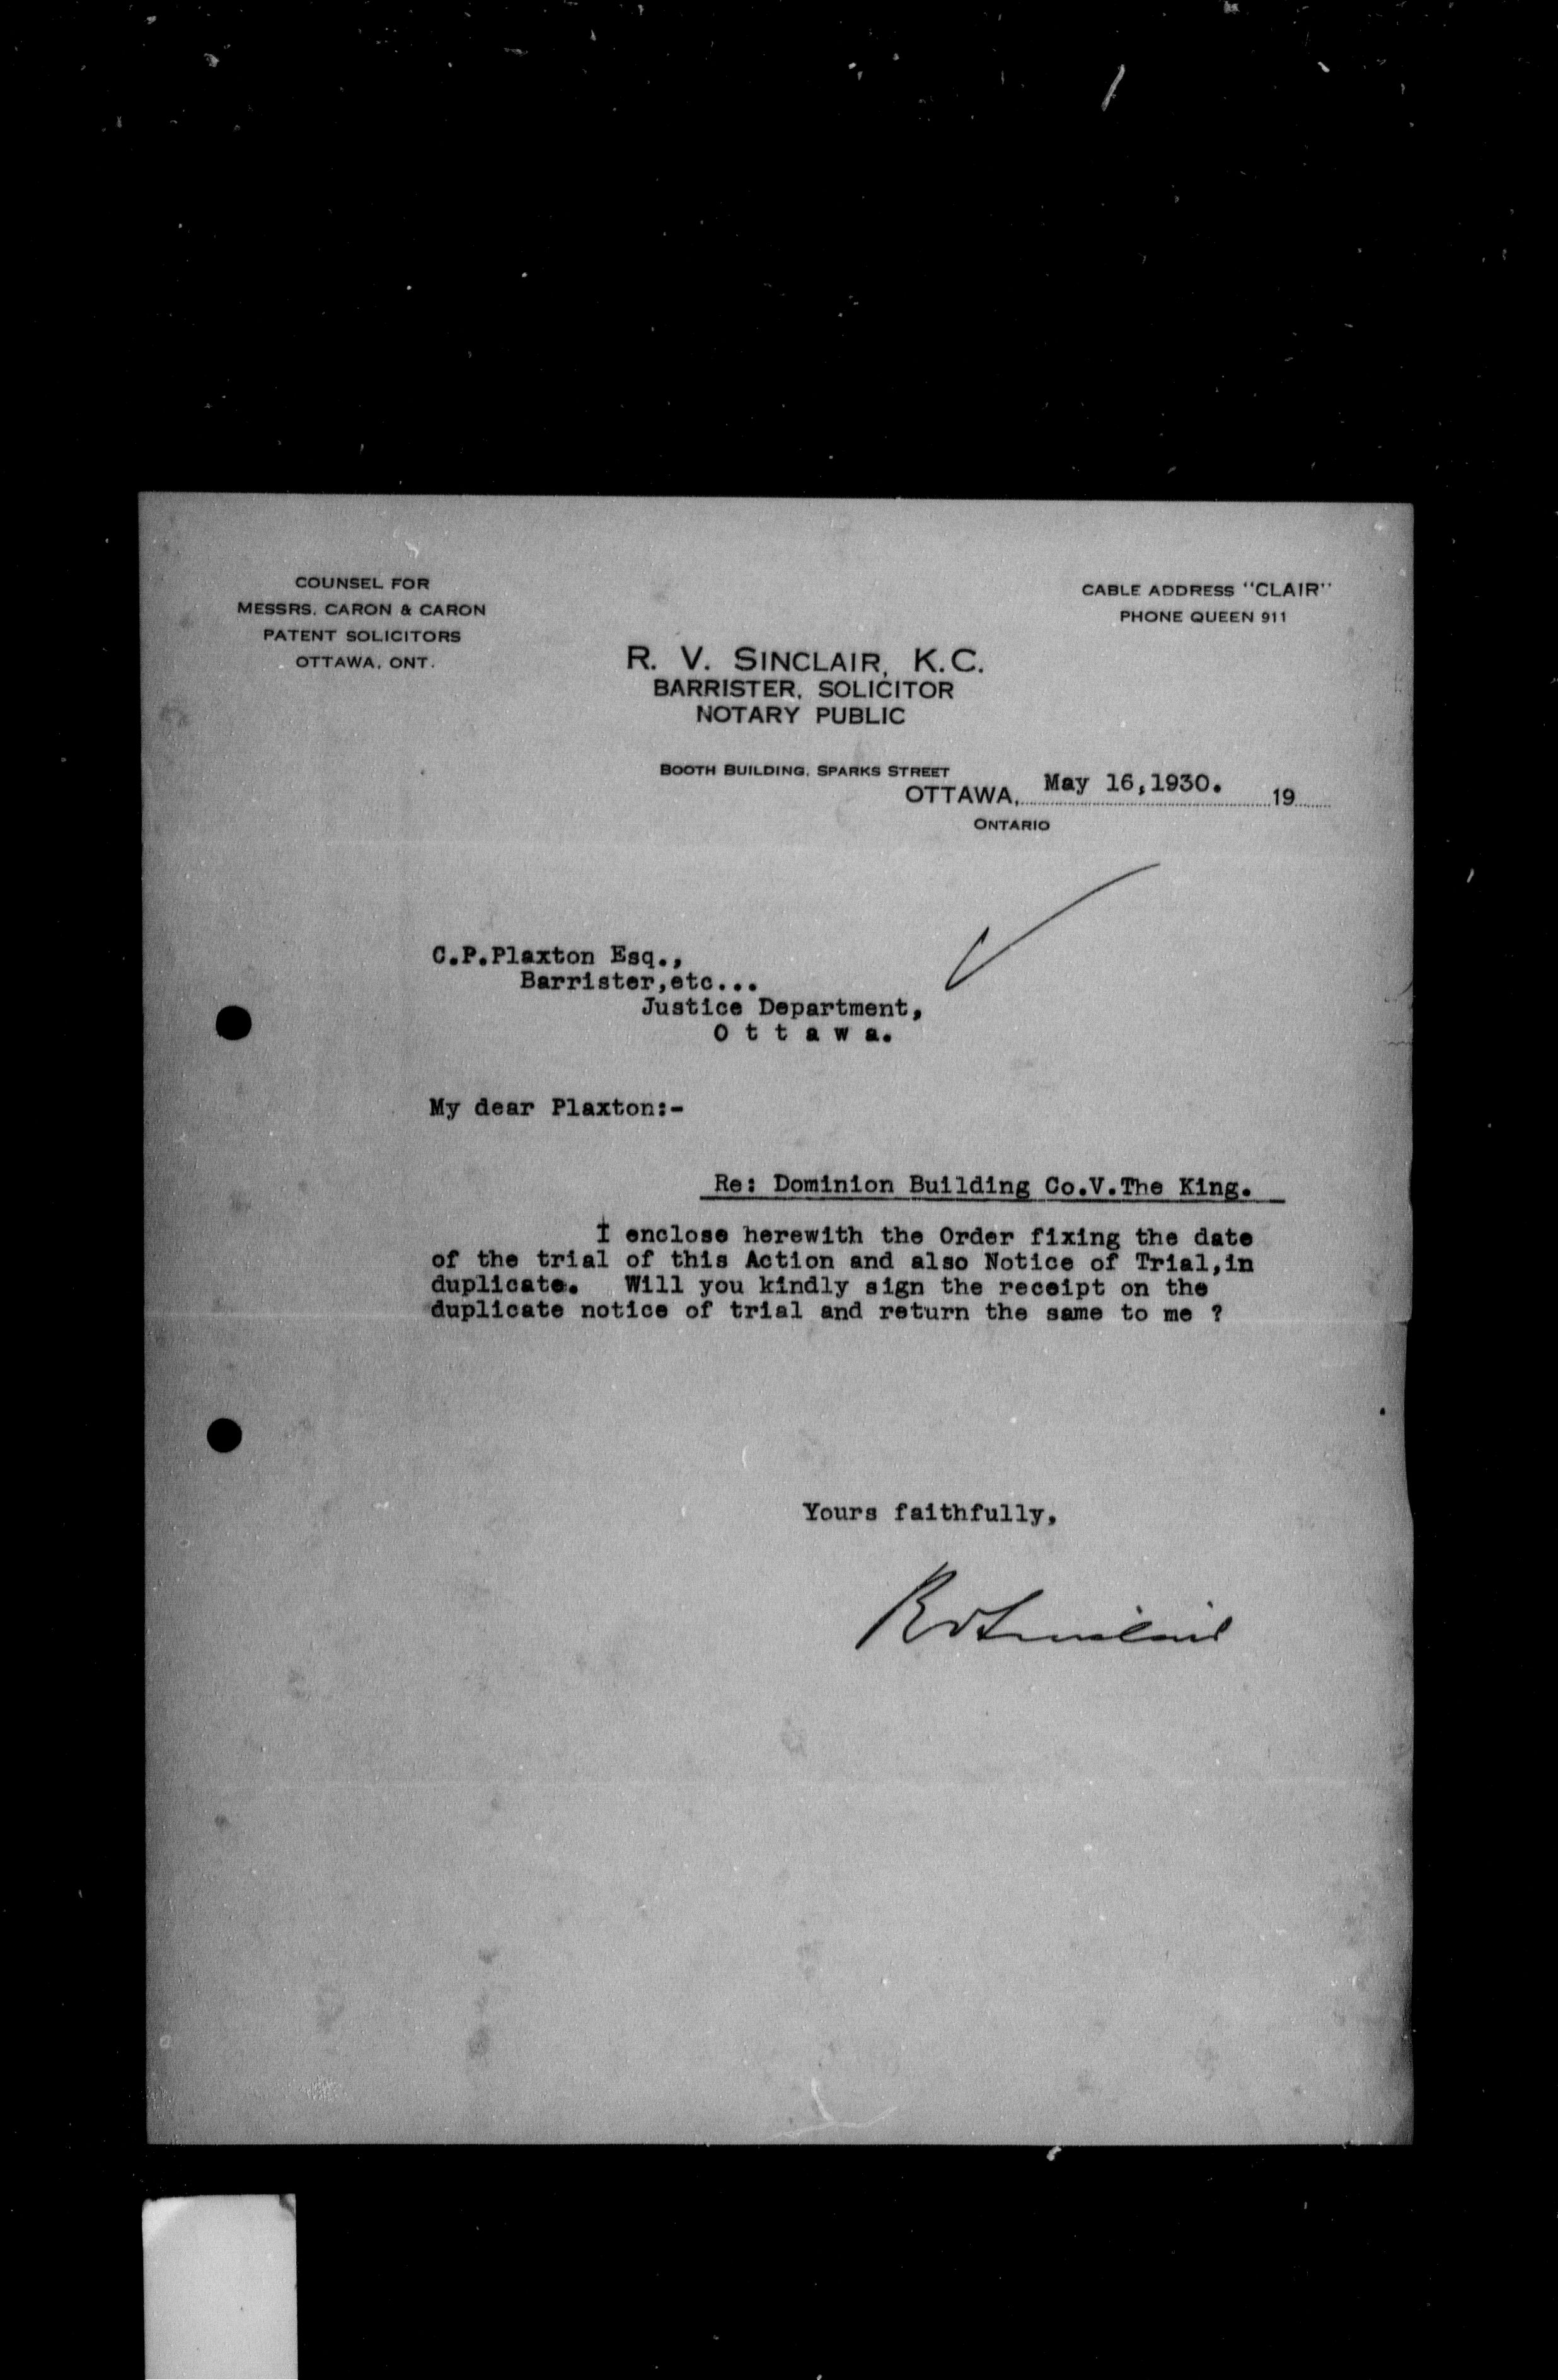 COUNSEL FOR
MESSRS. CARON & CARON
PATENT SOLICITORS
OTTAWA, ONT.
CABLE ADDRESS "CLAIR"
PHONE QUEEN 911
R. V. SINCLAIR, K.C.
BARRISTER, SOLICITOR
NOTARY PUBLIC
BOOTH BUILDING, SPARKS STREET
OTTAWA, May 16,1930. 19
ONTARIO
C.P.Plaxton Esq.,
Barrister,etc...
Justice Department,
O t t a w a.
My dear Plaxton:-
Re: Dominion Building Co.V.The King.
I enclose herewith the Order fixing the date
of the trial of this Action and also Notice of Trial,in
duplicate. Will you kindly sign the receipt on the
duplicate notice of trial and return the same to me ?
Yours faithfully,
RVSinclair